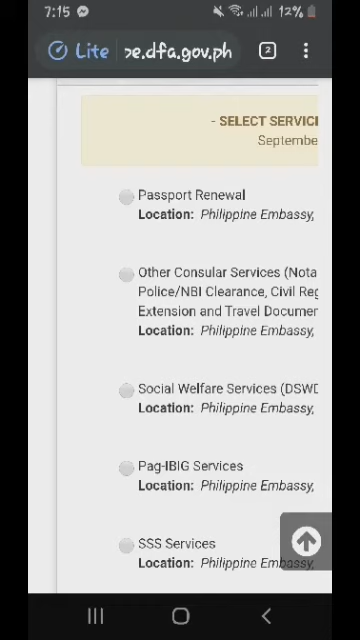 7:15 12%
Lite ɔe.dfa.gov.ph 2
- SELECT SERVICE
Septembe
Passport Renewal
Location: Philippine Embassy,
Other Consular Services (Nota
Police/NBI Clearance, Civil Reg
Extension and Travel Documen
Location: Philippine Embassy,
Social Welfare Services (DSWD
Location: Philippine Embassy,
Pag-IBIG Services
Location: Philippine Embassy,
SSS Services
Location: Philippine Embassy,